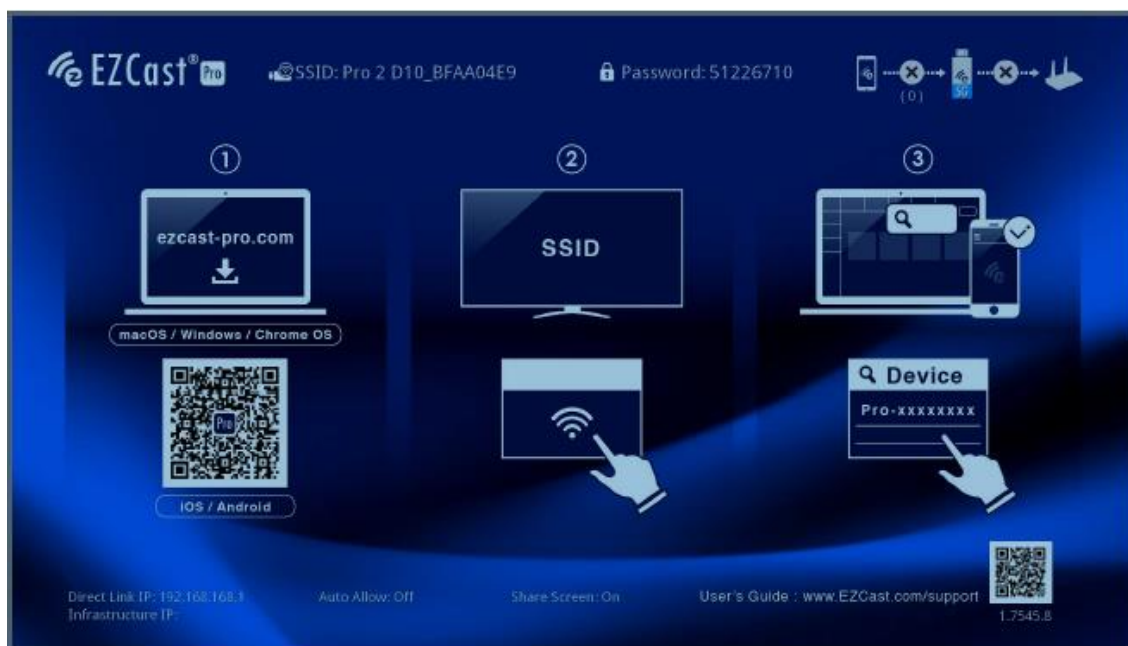 EZCast® Pro
SSID: Pro 2 D10_BFAA04E9
Password: 51226710
(0)
5G
1
2
3
ezcast-pro.com
SSID
macOS / Windows / Chrome OS
Device
Pro-xxxxxxxx
Pro
iOS / Android
Direct Link IP: 192.168.168.1
Auto Allow: Off
Share Screen: On
User's Guide : www.EZCast.com/support
Infrastructure IP:
1.7545.8